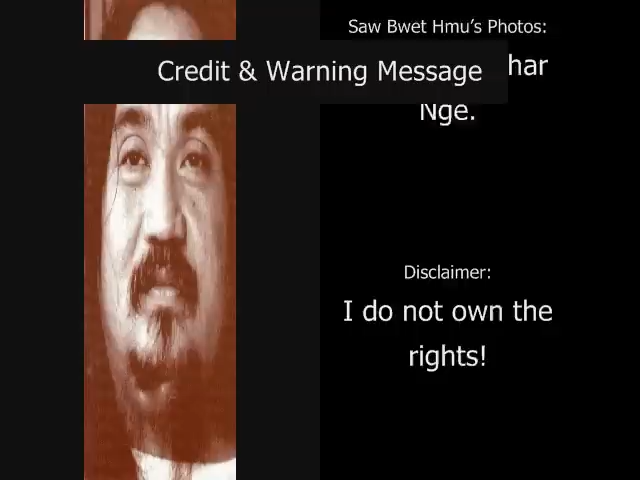 Saw Bwet Hmu's Photos:
Credit & Warning Message
har
Nge.
Disclaimer:
I do not own the
rights!